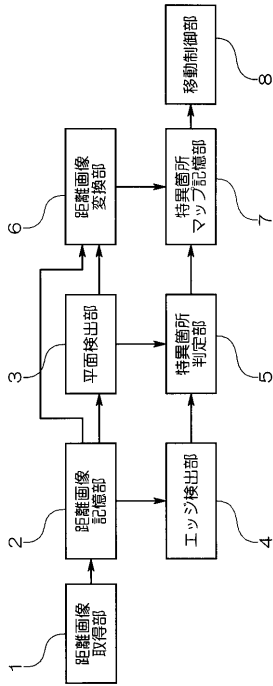 1
距離画像
取得部
2
距離画像
記憶部
3
平面検出部
6
距離画像
変換部
4
エッジ検出部
5
特異箇所
判定部
7
特異箇所
マップ記憶部
8
移動制御部